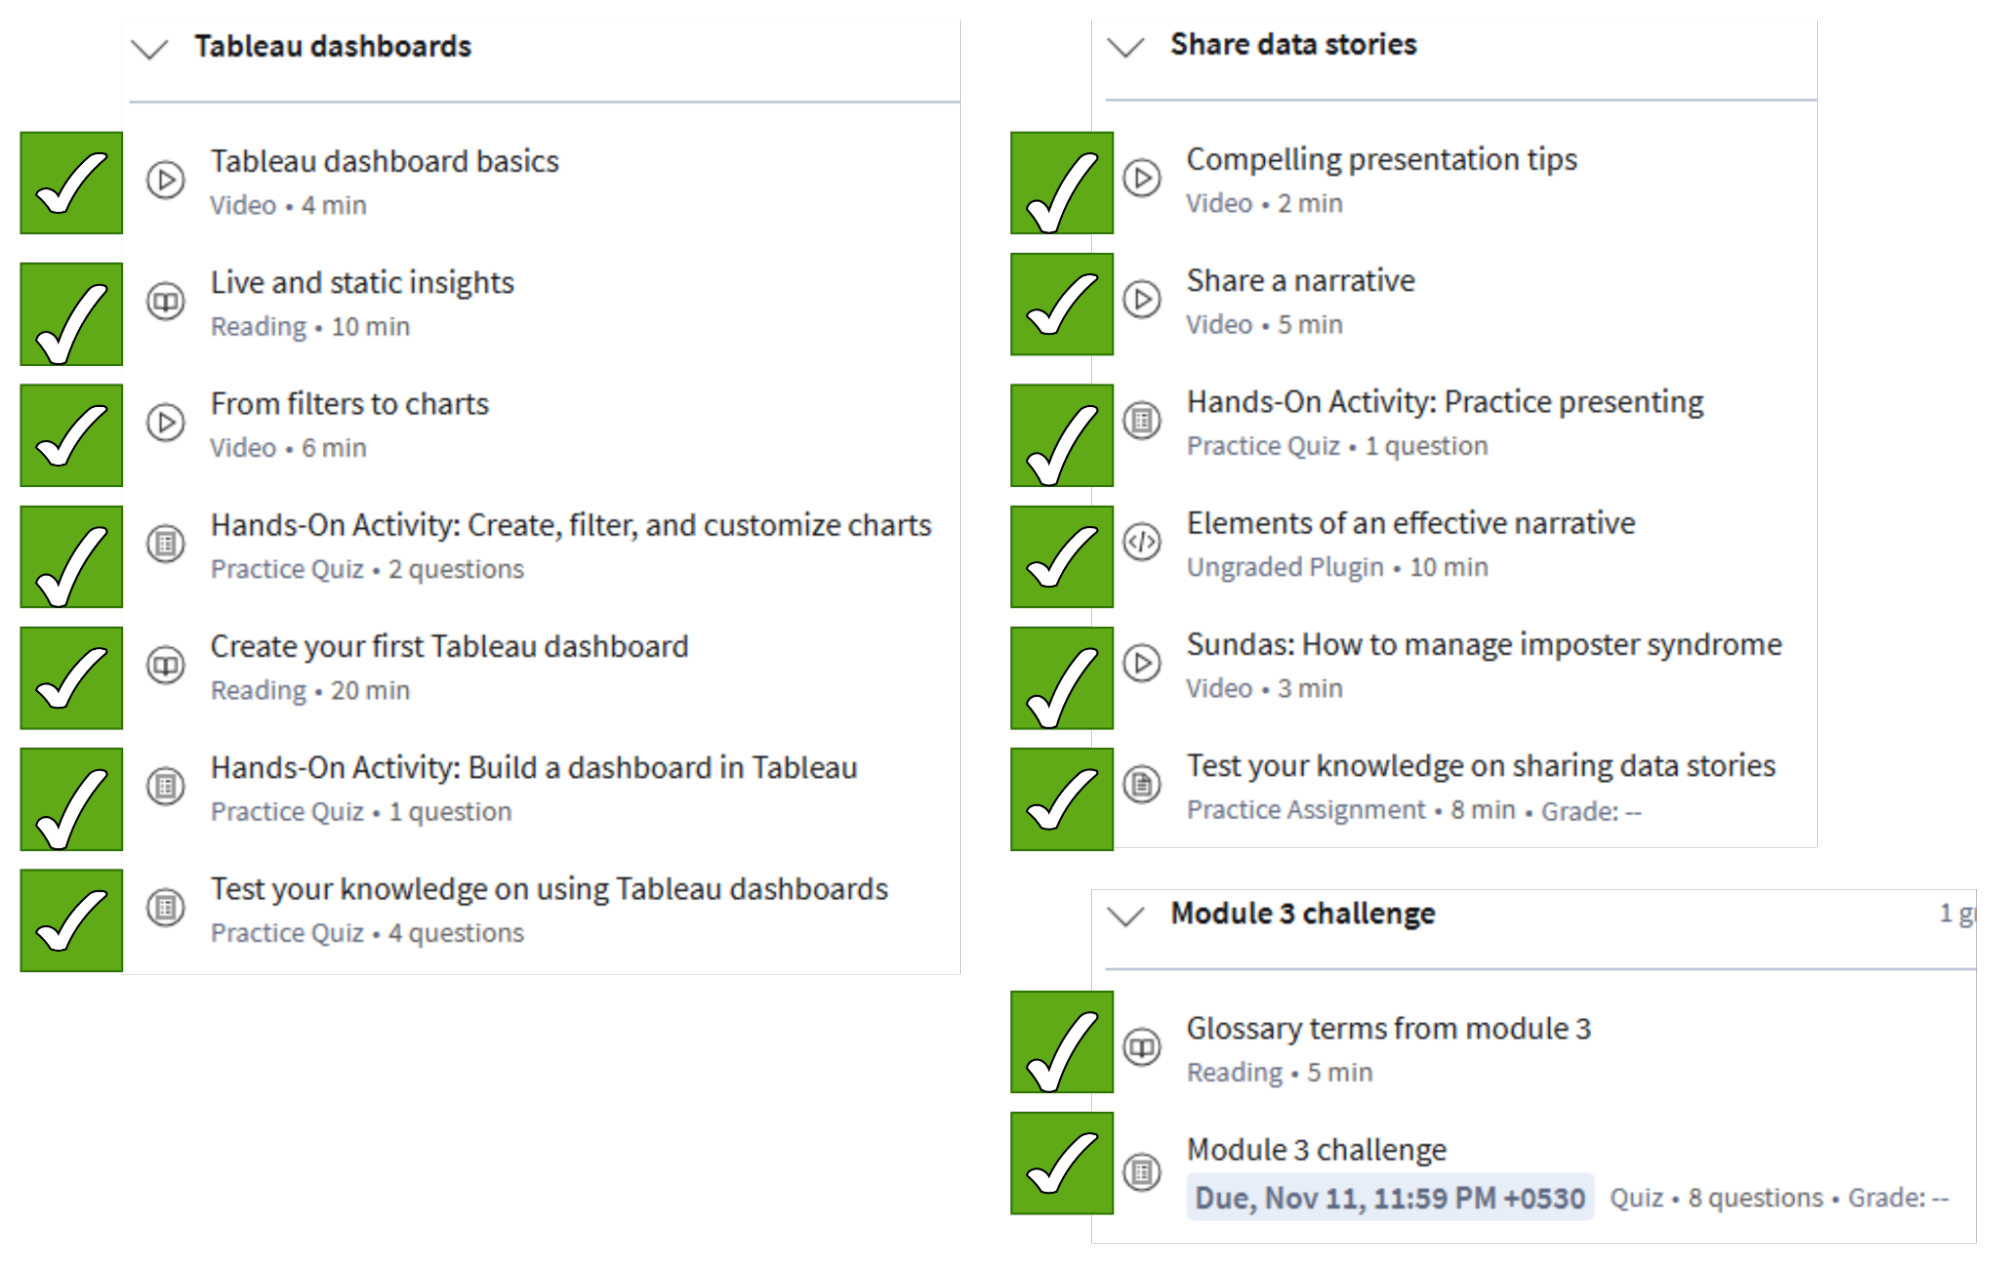 Tableau dashboards
Tableau dashboard basics
Video • 4 min
Live and static insights
Reading • 10 min
From filters to charts
Video • 6 min
Hands-On Activity: Create, filter, and customize charts
Practice Quiz • 2 questions
Create your first Tableau dashboard
Reading • 20 min
Hands-On Activity: Build a dashboard in Tableau
Practice Quiz • 1 question
Test your knowledge on using Tableau dashboards
Practice Quiz • 4 questions
Share data stories
Compelling presentation tips
Video • 2 min
Share a narrative
Video • 5 min
Hands-On Activity: Practice presenting
Practice Quiz • 1 question
Elements of an effective narrative
Ungraded Plugin • 10 min
Sundas: How to manage imposter syndrome
Video • 3 min
Test your knowledge on sharing data stories
Practice Assignment • 8 min • Grade: --
Module 3 challenge 1
Glossary terms from module 3
Reading • 5 min
Module 3 challenge
Due, Nov 11, 11:59 PM +0530 Quiz • 8 questions • Grade: --